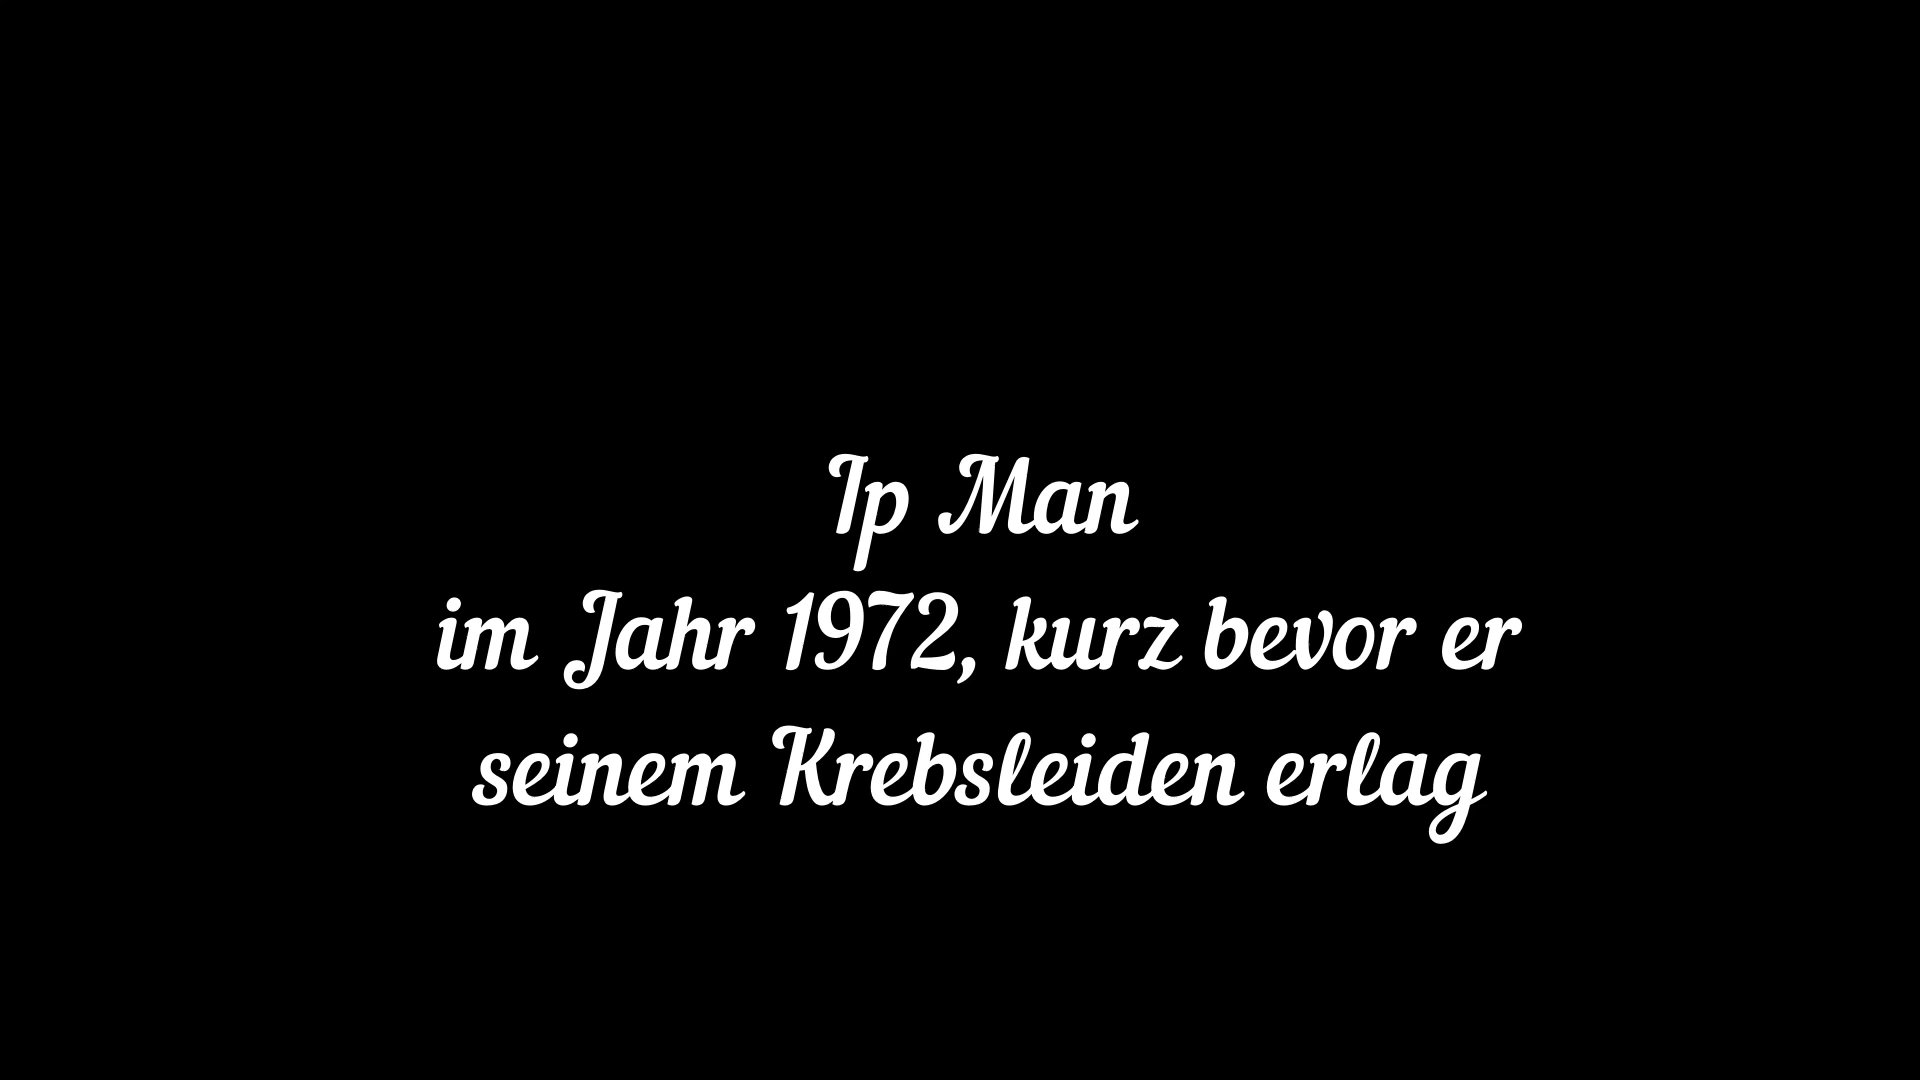 Ip Man
im Jahr 1972, kurz bevor er
seinem Krebsleiden erlag